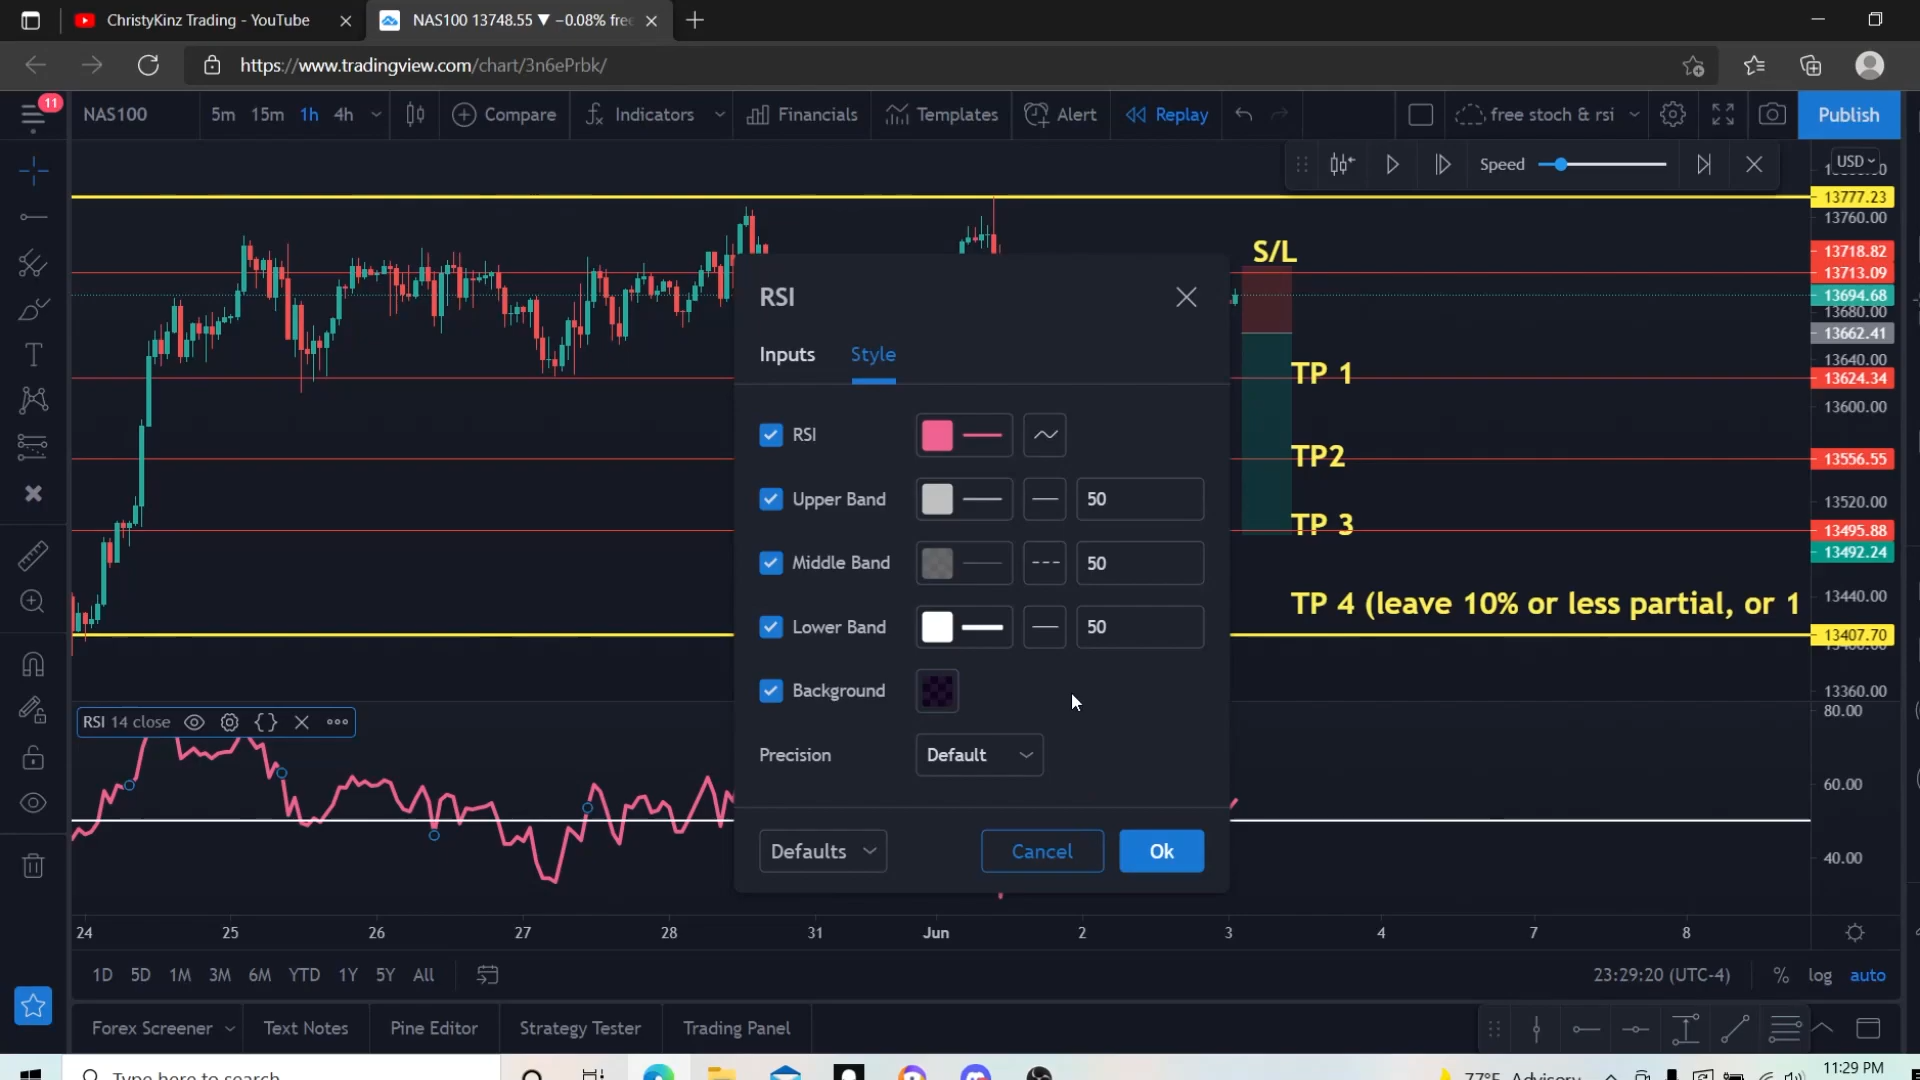 ChristyKinz Trading - YouTube
NAS100 13748.55 ▼ −0.08% free
https://www.tradingview.com/chart/3n6ePrbk/
11
NAS100
5m 15m 1h 4h
Compare
Indicators
Financials
Templates
Alert
Replay
free stoch & rsi
Publish
Speed
USD
13777.23
13760.00
13718.82
13713.09
13694.68
13680.00
13662.41
13640.00
13624.34
13600.00
13556.55
13520.00
13495.88
13492.24
13440.00
13407.70
13360.00
S/L
TP 1
TP2
TP 3
TP 4 (leave 10% or less partial, or 1
RSI
Inputs Style
RSI
Upper Band 50
Middle Band 50
Lower Band 50
Background
Precision Default
Defaults Cancel Ok
RSI 14 close
80.00
60.00
40.00
24 25 26 27 28 31 Jun 2 3 4 7 8
1D 5D 1M 3M 6M YTD 1Y 5Y All
23:29:20 (UTC-4) % log auto
Forex Screener Text Notes Pine Editor Strategy Tester Trading Panel
Type here to search
77°F Advisory
11:29 PM